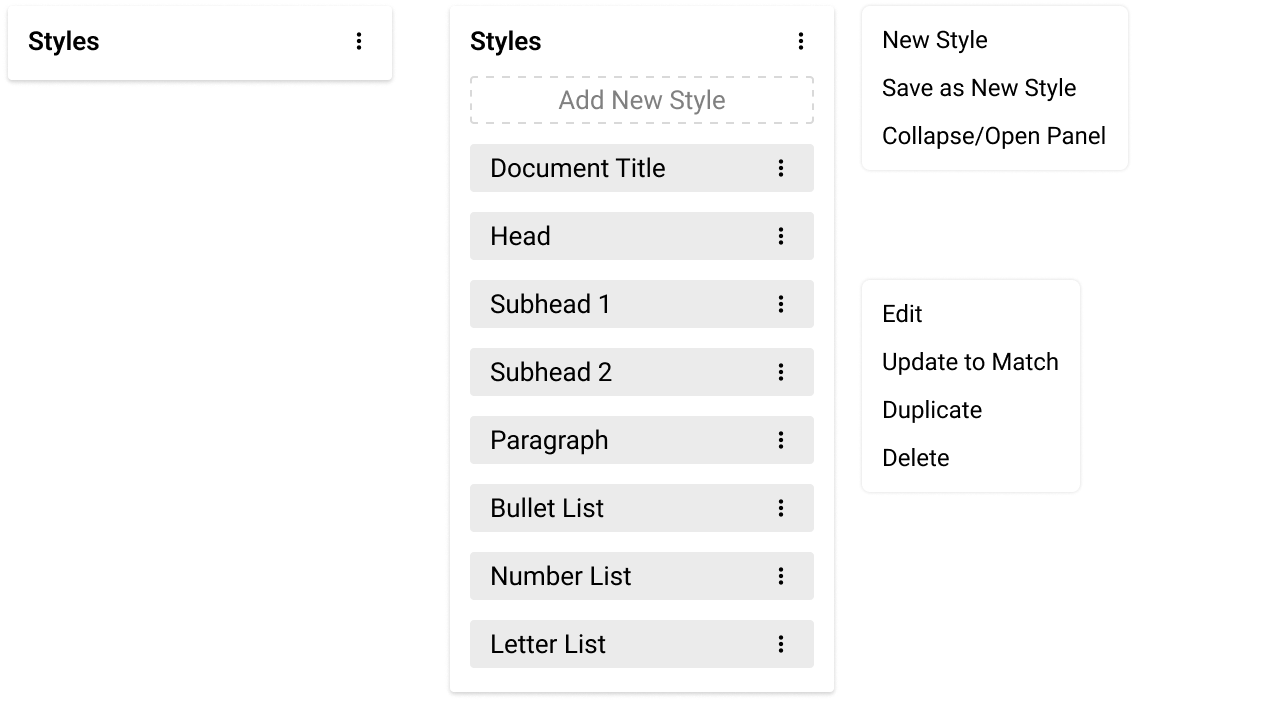 Styles
Styles
Add New Style
Document Title
Head
Subhead 1
Subhead 2
Paragraph
Bullet List
Number List
Letter List
New Style
Save as New Style
Collapse/Open Panel
Edit
Update to Match
Duplicate
Delete